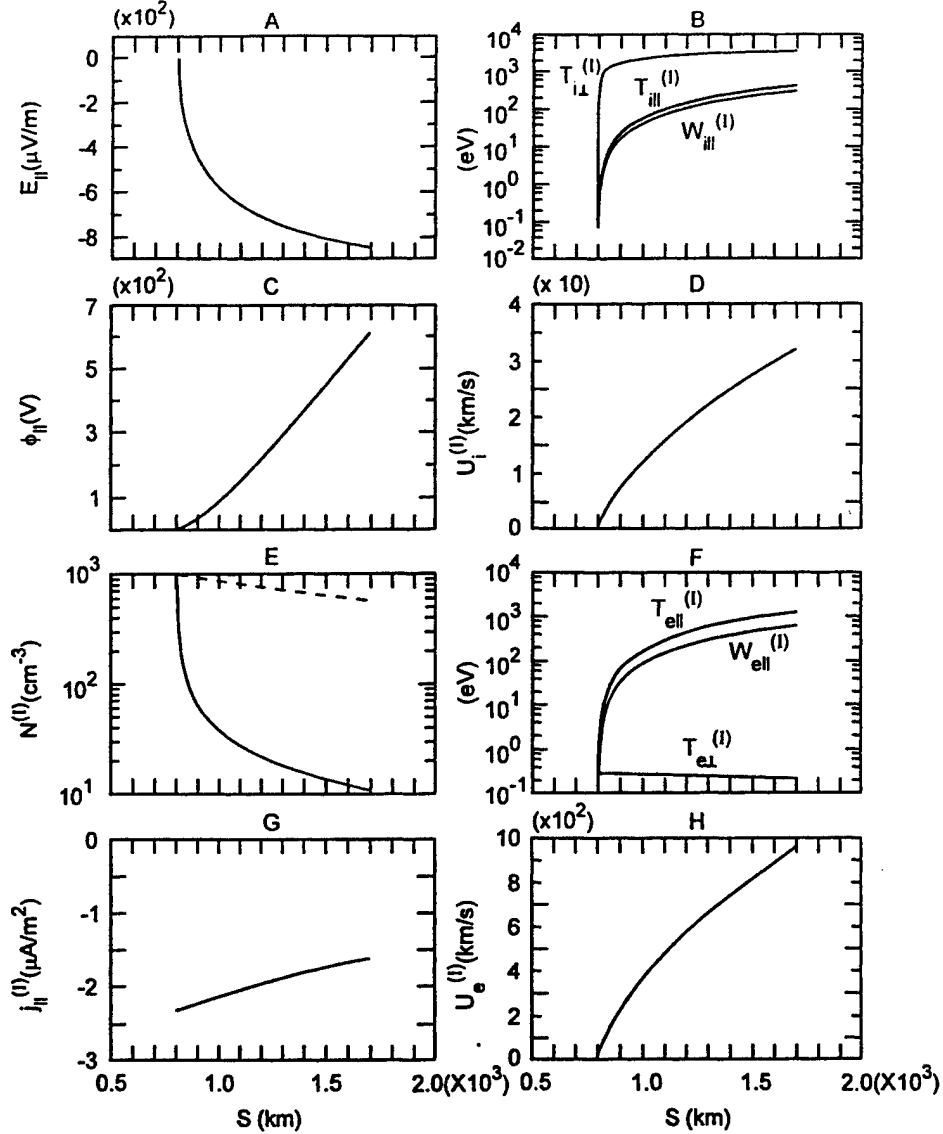 (x10²) A B
E||(μV/m)
0
-2
-4
-6
-8
(eV)
10⁴
10³
10²
10¹
10⁰
10⁻¹
10⁻²
T_i⊥^(I)
T_i||^(I)
W_i||^(I)
(x10²) C (x 10) D
ϕ||(V)
7
5
3
1
U_i^(I)(km/s)
4
3
2
1
0
E F
N^(I)(cm⁻³)
10³
10²
10¹
(eV)
10⁴
10³
10²
10¹
10⁰
10⁻¹
T_e||^(I)
W_e||^(I)
T_e⊥^(I)
G (x10²) H
j||^(I)(μA/m²)
0
-1
-2
-3
U_e^(I)(km/s)
10
8
6
4
2
0
0.5 1.0 1.5 2.0(X10³) 0.5 1.0 1.5 2.0(X10³)
S (km) S (km)